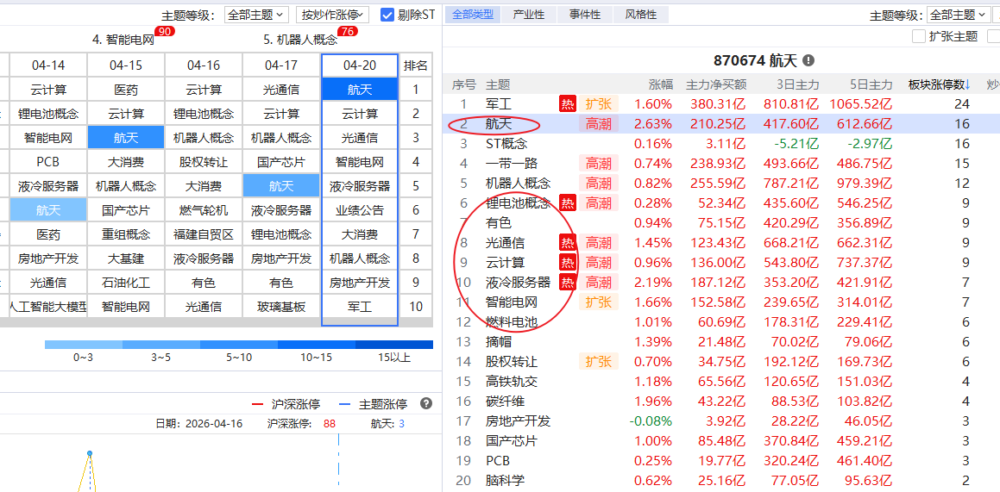 主题等级: 全部主题 按炒作涨停 剔除ST
4. 智能电网 90 5. 机器人概念 76
04-14 04-15 04-16 04-17 04-20 排名
云计算 医药 云计算 光通信 航天 1
锂电池概念 云计算 锂电池概念 云计算 云计算 2
智能电网 航天 机器人概念 机器人概念 光通信 3
PCB 大消费 股权转让 国产芯片 智能电网 4
液冷服务器 机器人概念 大消费 航天 液冷服务器 5
航天 国产芯片 燃气轮机 液冷服务器 业绩公告 6
医药 重组概念 福建自贸区 锂电池概念 大消费 7
房地产开发 大基建 液冷服务器 房地产开发 机器人概念 8
光通信 石油化工 有色 有色 房地产开发 9
人工智能大模型 智能电网 光通信 玻璃基板 军工 10
0~3 3~5 5~10 10~15 15以上
沪深涨停 主题涨停 ?
日期: 2026-04-16 沪深涨停: 88 航天: 3
全部类型 产业性 事件性 风格性 主题等级: 全部主题
扩张主题
870674 航天 !
序号 主题 涨幅 主力净买额 3日主力 5日主力 板块涨停数↓
1 军工 热 扩张 1.60% 380.31亿 810.81亿 1065.52亿 24
2 航天 高潮 2.63% 210.25亿 417.60亿 612.66亿 16
3 ST概念 0.16% 3.11亿 -5.21亿 -2.97亿 16
4 一带一路 高潮 0.74% 238.93亿 493.66亿 486.75亿 15
5 机器人概念 高潮 0.82% 255.59亿 787.21亿 979.39亿 12
6 锂电池概念 热 高潮 0.28% 52.34亿 435.60亿 546.25亿 9
7 有色 0.94% 75.15亿 420.29亿 356.89亿 9
8 光通信 热 高潮 1.45% 123.43亿 668.21亿 662.31亿 9
9 云计算 热 高潮 0.96% 136.00亿 543.80亿 737.37亿 9
10 液冷服务器 热 高潮 2.19% 187.12亿 353.20亿 421.91亿 7
11 智能电网 扩张 1.66% 152.58亿 239.65亿 314.01亿 7
12 燃料电池 1.01% 60.69亿 178.31亿 229.41亿 6
13 摘帽 1.39% 21.48亿 70.02亿 79.06亿 6
14 股权转让 扩张 0.70% 34.75亿 192.12亿 169.73亿 6
15 高铁轨交 1.18% 65.56亿 120.65亿 151.03亿 4
16 碳纤维 1.96% 43.22亿 88.53亿 103.82亿 4
17 房地产开发 -0.08% 3.92亿 28.22亿 46.05亿 3
18 国产芯片 1.00% 85.48亿 370.84亿 459.21亿 3
19 PCB 0.25% 19.77亿 320.24亿 461.40亿 3
20 脑科学 0.62% 25.16亿 77.05亿 95.63亿 2